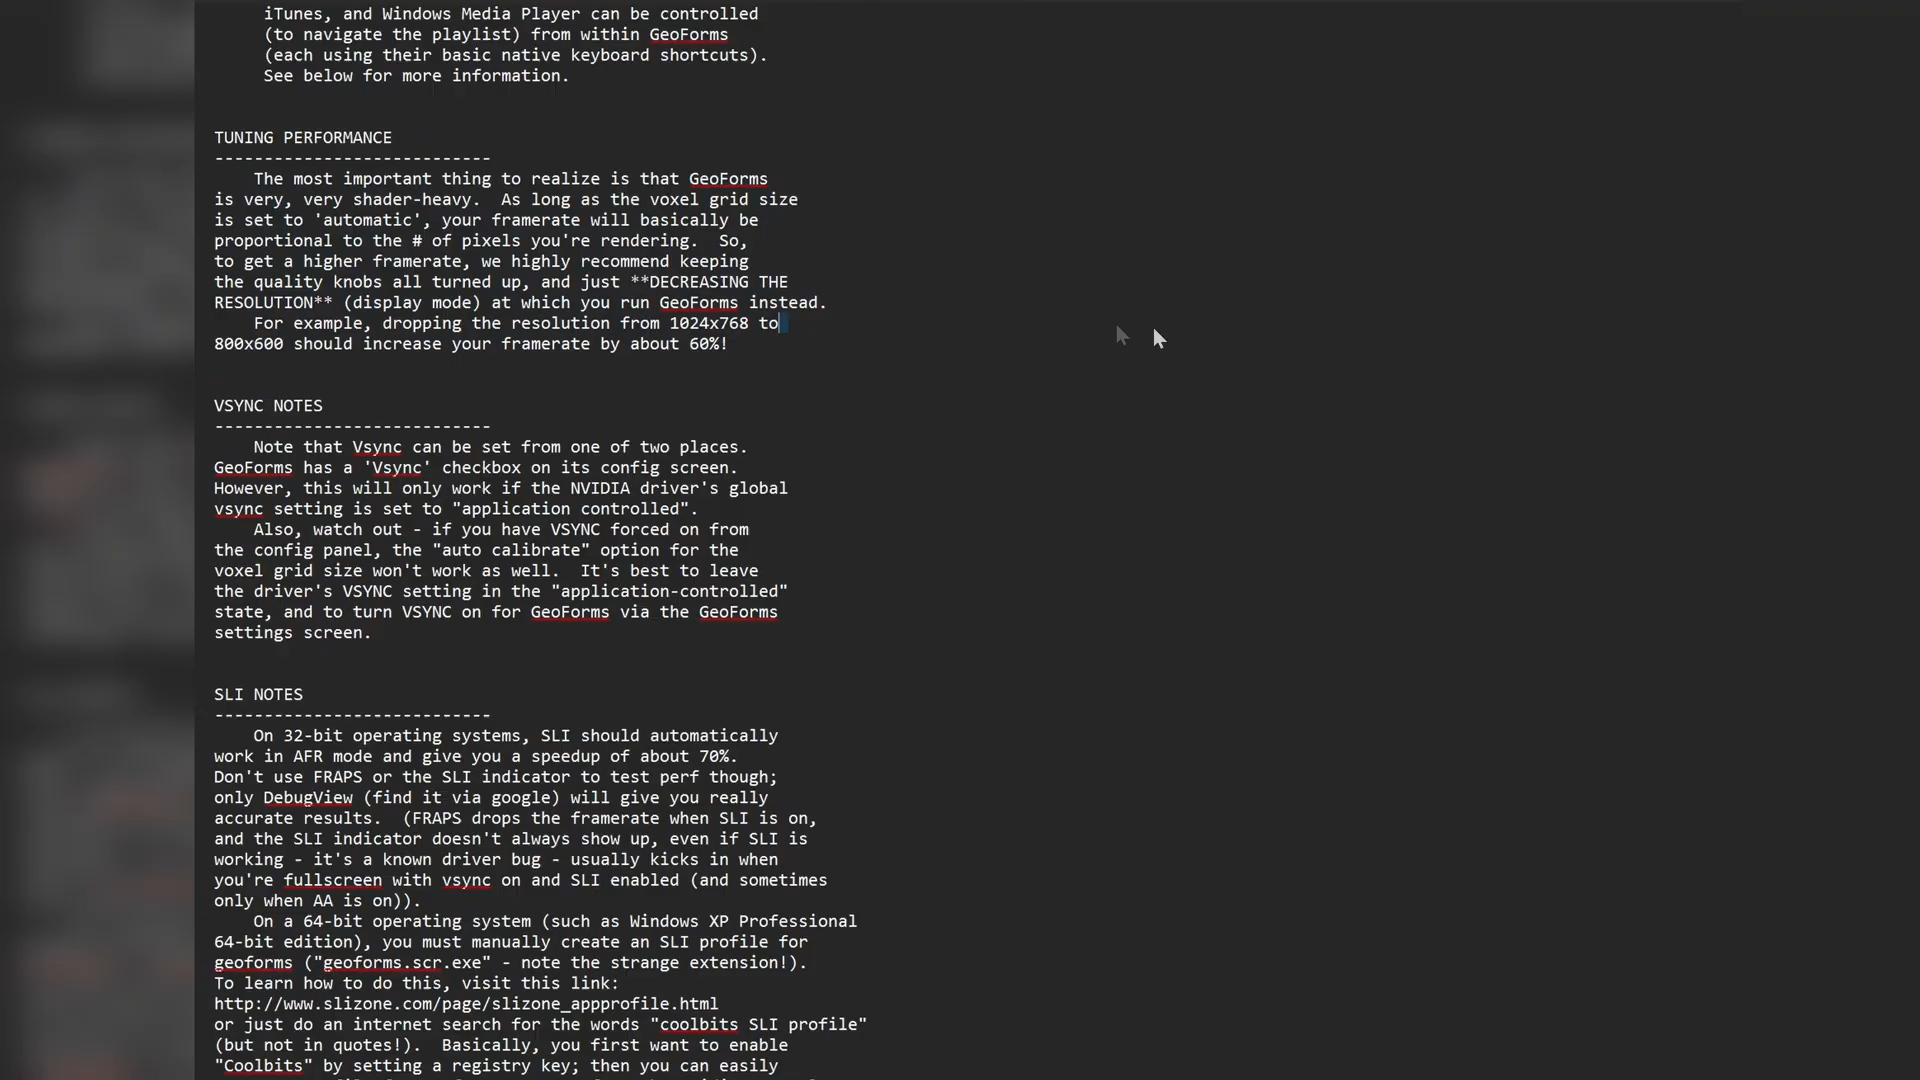 iTunes, and Windows Media Player can be controlled
(to navigate the playlist) from within GeoForms
(each using their basic native keyboard shortcuts).
See below for more information.
TUNING PERFORMANCE
----------------------------
The most important thing to realize is that GeoForms
is very, very shader-heavy.  As long as the voxel grid size
is set to 'automatic', your framerate will basically be
proportional to the # of pixels you're rendering.  So,
to get a higher framerate, we highly recommend keeping
the quality knobs all turned up, and just **DECREASING THE
RESOLUTION** (display mode) at which you run GeoForms instead.
For example, dropping the resolution from 1024x768 to
800x600 should increase your framerate by about 60%!
VSYNC NOTES
----------------------------
Note that Vsync can be set from one of two places.
GeoForms has a 'Vsync' checkbox on its config screen.
However, this will only work if the NVIDIA driver's global
vsync setting is set to "application controlled".
Also, watch out - if you have VSYNC forced on from
the config panel, the "auto calibrate" option for the
voxel grid size won't work as well.  It's best to leave
the driver's VSYNC setting in the "application-controlled"
state, and to turn VSYNC on for GeoForms via the GeoForms
settings screen.
SLI NOTES
----------------------------
On 32-bit operating systems, SLI should automatically
work in AFR mode and give you a speedup of about 70%.
Don't use FRAPS or the SLI indicator to test perf though;
only DebugView (find it via google) will give you really
accurate results.  (FRAPS drops the framerate when SLI is on,
and the SLI indicator doesn't always show up, even if SLI is
working - it's a known driver bug - usually kicks in when
you're fullscreen with vsync on and SLI enabled (and sometimes
only when AA is on)).
On a 64-bit operating system (such as Windows XP Professional
64-bit edition), you must manually create an SLI profile for
geoforms ("geoforms.scr.exe" - note the strange extension!).
To learn how to do this, visit this link:
http://www.slizone.com/page/slizone_appprofile.html
or just do an internet search for the words "coolbits SLI profile"
(but not in quotes!).  Basically, you first want to enable
"Coolbits" by setting a registry key; then you can easily